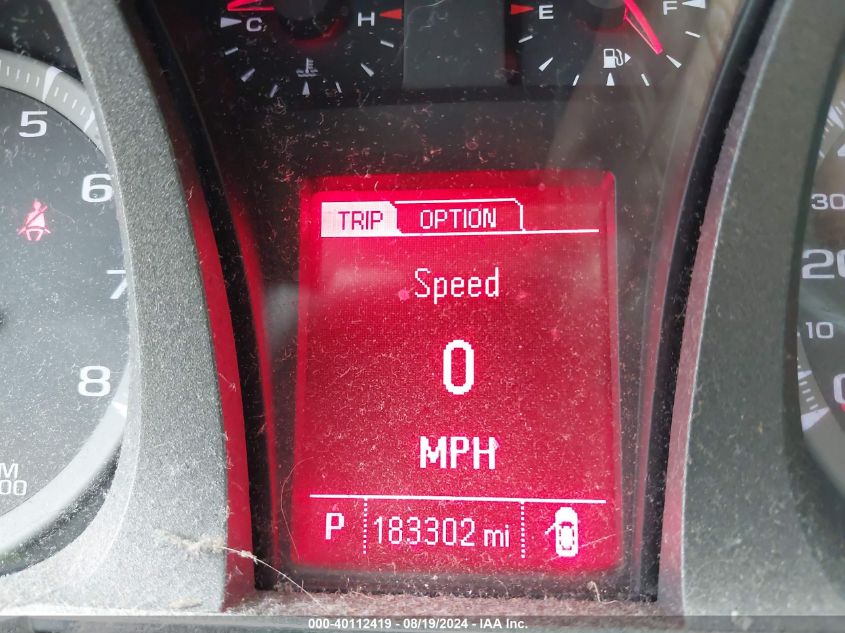 C H E F
5
6
7
8
TRIP OPTION
Speed
0
MPH
P 183302 mi
30
20
10
0
000-40112419 - 08/19/2024 - IAA Inc.